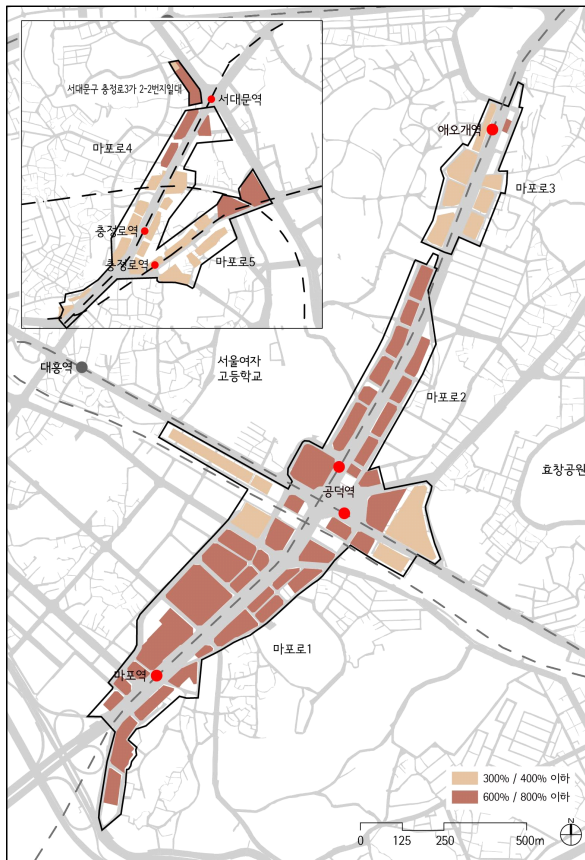 서대문구 충정로3가 2-2번지일대
서대문역
마포로4
충정로역
충정로역
마포로5
애오개역
마포로3
대흥역
서울여자
고등학교
마포로2
공덕역
효창공원
마포로1
마포역
300% / 400% 이하
600% / 800% 이하
0
125
250
500m
N